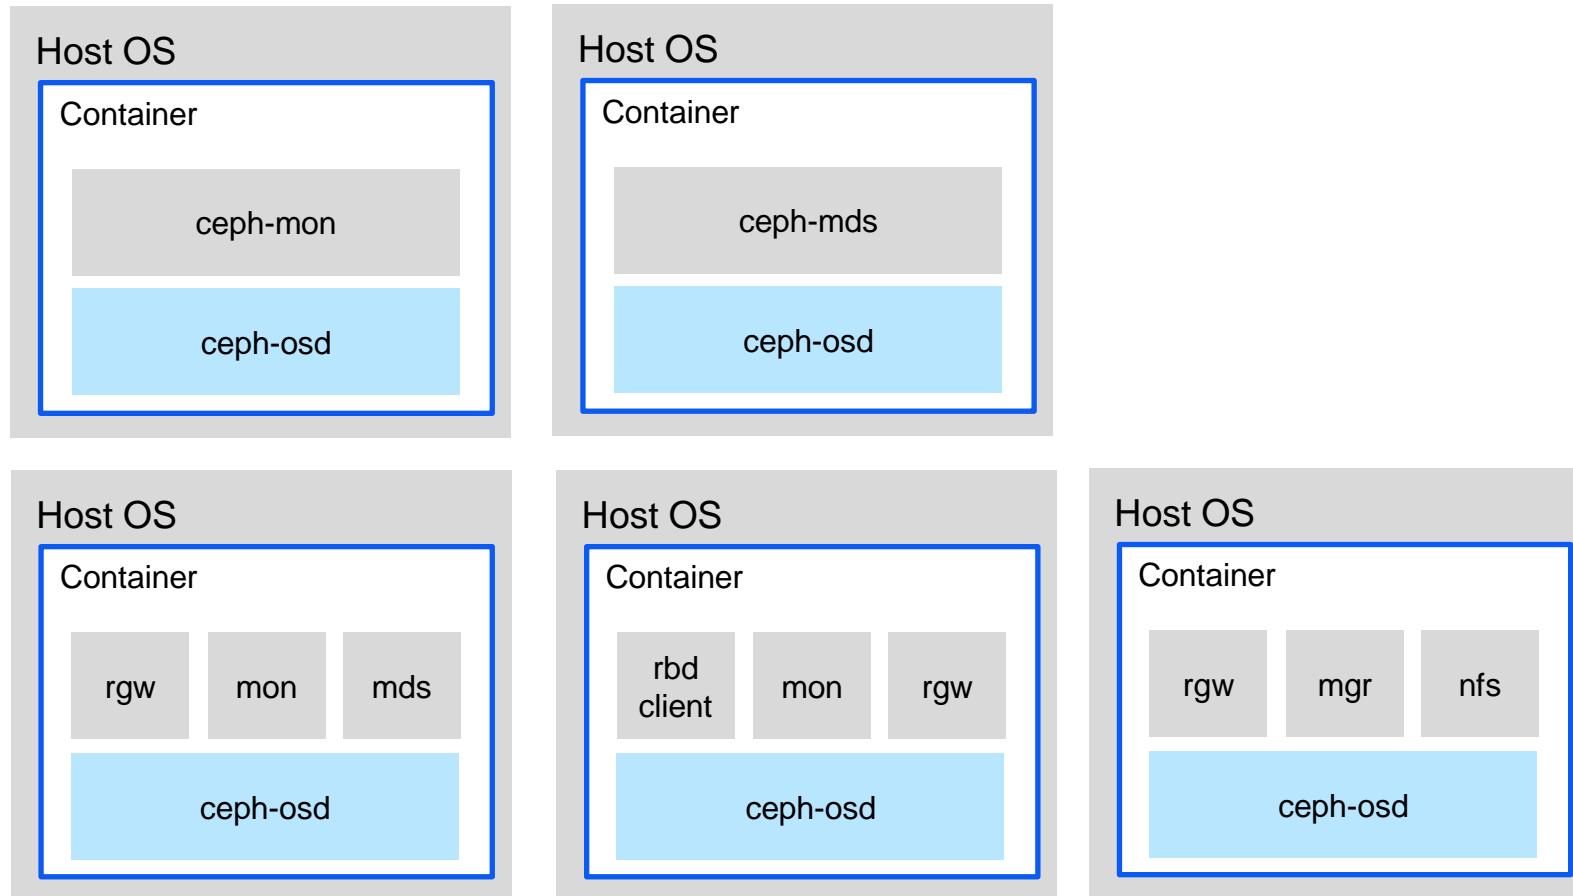 Host OS
Container
ceph-mon
ceph-osd
Host OS
Container
ceph-mds
ceph-osd
Host OS
Container
rgw
mon
mds
ceph-osd
Host OS
Container
rbd
client
mon
rgw
ceph-osd
Host OS
Container
rgw
mgr
nfs
ceph-osd